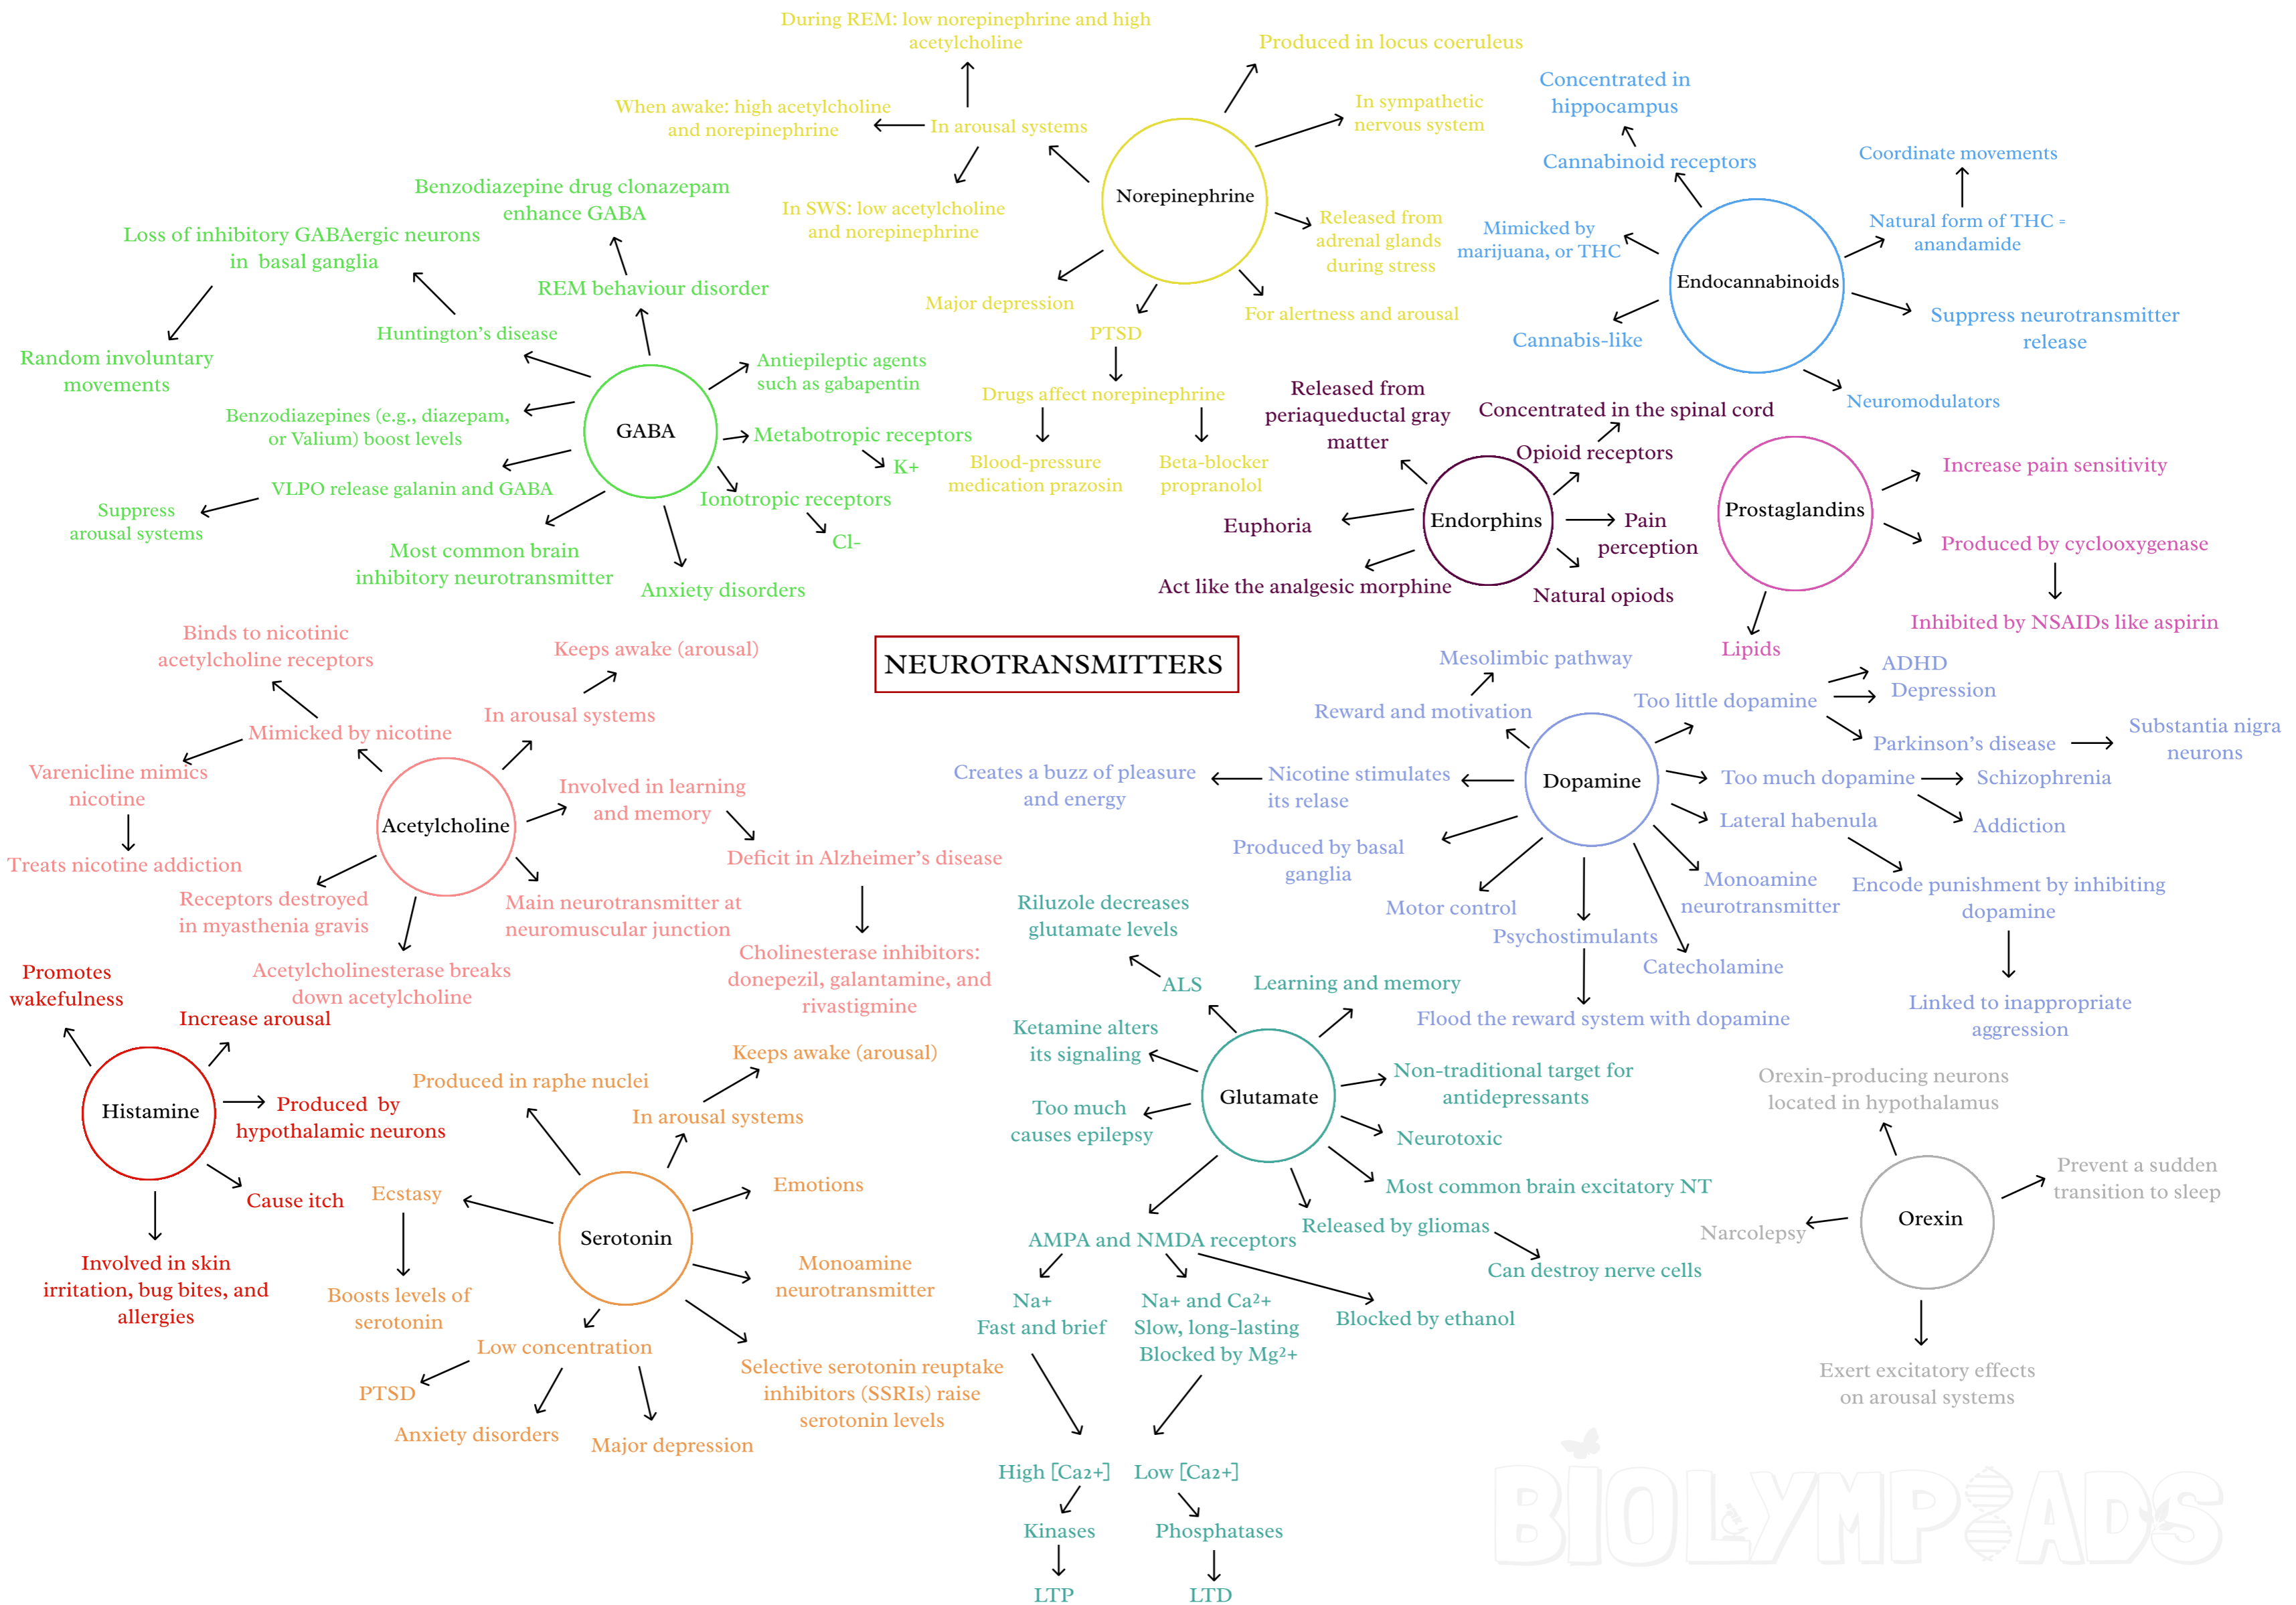 During REM: low norepinephrine and high
acetylcholine
Produced in locus coeruleus
When awake: high acetylcholine
and norepinephrine
In arousal systems
In sympathetic
nervous system
In SWS: low acetylcholine
and norepinephrine
Norepinephrine
Released from
adrenal glands
during stress
Major depression
PTSD
For alertness and arousal
Drugs affect norepinephrine
Blood-pressure
medication prazosin
Beta-blocker
propranolol
Concentrated in
hippocampus
Cannabinoid receptors
Coordinate movements
Mimicked by
marijuana, or THC
Natural form of THC =
anandamide
Endocannabinoids
Cannabis-like
Suppress neurotransmitter
release
Neuromodulators
Benzodiazepine drug clonazepam
enhance GABA
Loss of inhibitory GABAergic neurons
in basal ganglia
REM behaviour disorder
Huntington's disease
Random involuntary
movements
Antiepileptic agents
such as gabapentin
Benzodiazepines (e.g., diazepam,
or Valium) boost levels
GABA
Metabotropic receptors
K+
VLPO release galanin and GABA
Ionotropic receptors
Suppress
arousal systems
Cl-
Most common brain
inhibitory neurotransmitter
Anxiety disorders
Released from
periaqueductal gray
matter
Concentrated in the spinal cord
Opioid receptors
Euphoria
Endorphins
Pain
perception
Act like the analgesic morphine
Natural opiods
Increase pain sensitivity
Prostaglandins
Produced by cyclooxygenase
Inhibited by NSAIDs like aspirin
Lipids
NEUROTRANSMITTERS
Binds to nicotinic
acetylcholine receptors
Keeps awake (arousal)
In arousal systems
Mimicked by nicotine
Varenicline mimics
nicotine
Involved in learning
and memory
Acetylcholine
Treats nicotine addiction
Deficit in Alzheimer's disease
Receptors destroyed
in myasthenia gravis
Main neurotransmitter at
neuromuscular junction
Acetylcholinesterase breaks
down acetylcholine
Cholinesterase inhibitors:
donepezil, galantamine, and
rivastigmine
Mesolimbic pathway
Reward and motivation
Too little dopamine
ADHD
Depression
Parkinson's disease
Substantia nigra
neurons
Creates a buzz of pleasure
and energy
Nicotine stimulates
its relase
Dopamine
Too much dopamine
Schizophrenia
Addiction
Lateral habenula
Produced by basal
ganglia
Motor control
Monoamine
neurotransmitter
Encode punishment by inhibiting
dopamine
Psychostimulants
Catecholamine
Flood the reward system with dopamine
Linked to inappropriate
aggression
Promotes
wakefulness
Increase arousal
Histamine
Produced by
hypothalamic neurons
Cause itch
Involved in skin
irritation, bug bites, and
allergies
Produced in raphe nuclei
Keeps awake (arousal)
In arousal systems
Ecstasy
Emotions
Serotonin
Boosts levels of
serotonin
Monoamine
neurotransmitter
Low concentration
PTSD
Anxiety disorders
Major depression
Selective serotonin reuptake
inhibitors (SSRIs) raise
serotonin levels
Riluzole decreases
glutamate levels
ALS
Learning and memory
Ketamine alters
its signaling
Glutamate
Non-traditional target for
antidepressants
Too much
causes epilepsy
Neurotoxic
Most common brain excitatory NT
AMPA and NMDA receptors
Released by gliomas
Can destroy nerve cells
Na+
Fast and brief
Na+ and Ca2+
Slow, long-lasting
Blocked by Mg2+
Blocked by ethanol
High [Ca2+]
Low [Ca2+]
Kinases
Phosphatases
LTP
LTD
Orexin-producing neurons
located in hypothalamus
Prevent a sudden
transition to sleep
Narcolepsy
Orexin
Exert excitatory effects
on arousal systems
BIOLYMPIADS